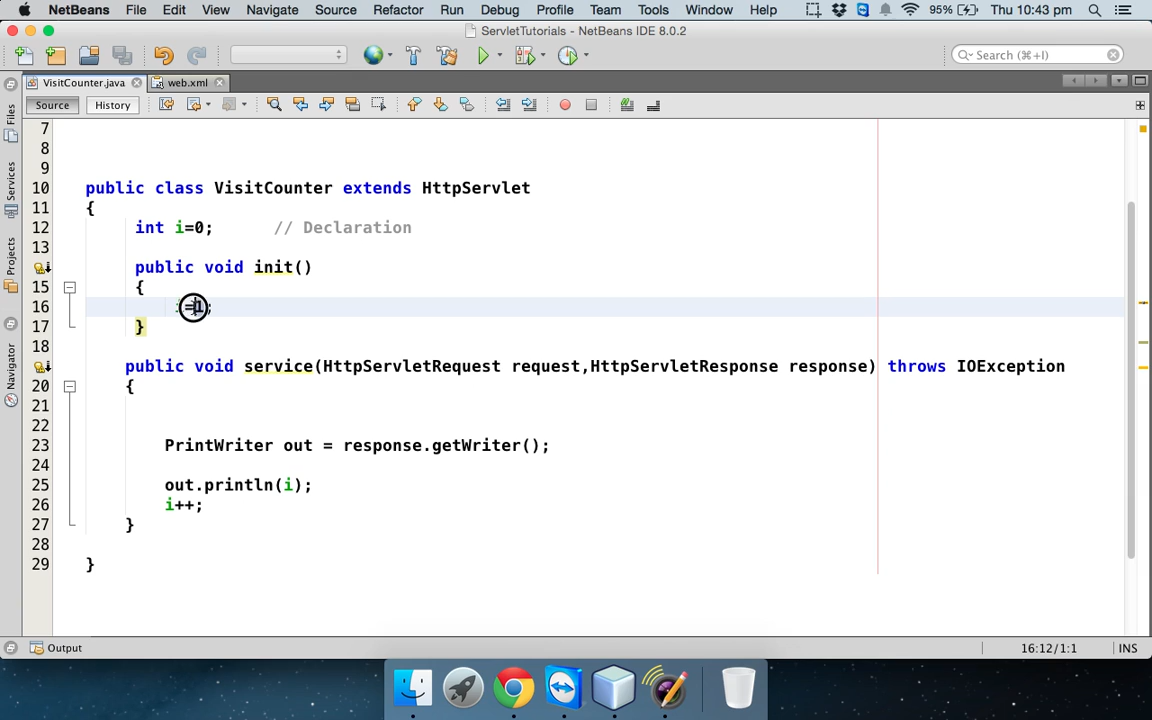 NetBeans File Edit View Navigate Source Refactor Run Debug Profile Team Tools Window Help 95% Thu 10:43 pm
ServletTutorials - NetBeans IDE 8.0.2
Search (⌘+I)
VisitCounter.java web.xml
Source History
Files
Services
Projects
Navigator
7
8
9
10 public class VisitCounter extends HttpServlet
11 {
12 int i=0; // Declaration
13
public void init()
15 {
16 i=1;
17 }
18
public void service(HttpServletRequest request,HttpServletResponse response) throws IOException
20 {
21
22
23 PrintWriter out = response.getWriter();
24
25 out.println(i);
26 i++;
27 }
28
29 }
Output 16:12/1:1 INS